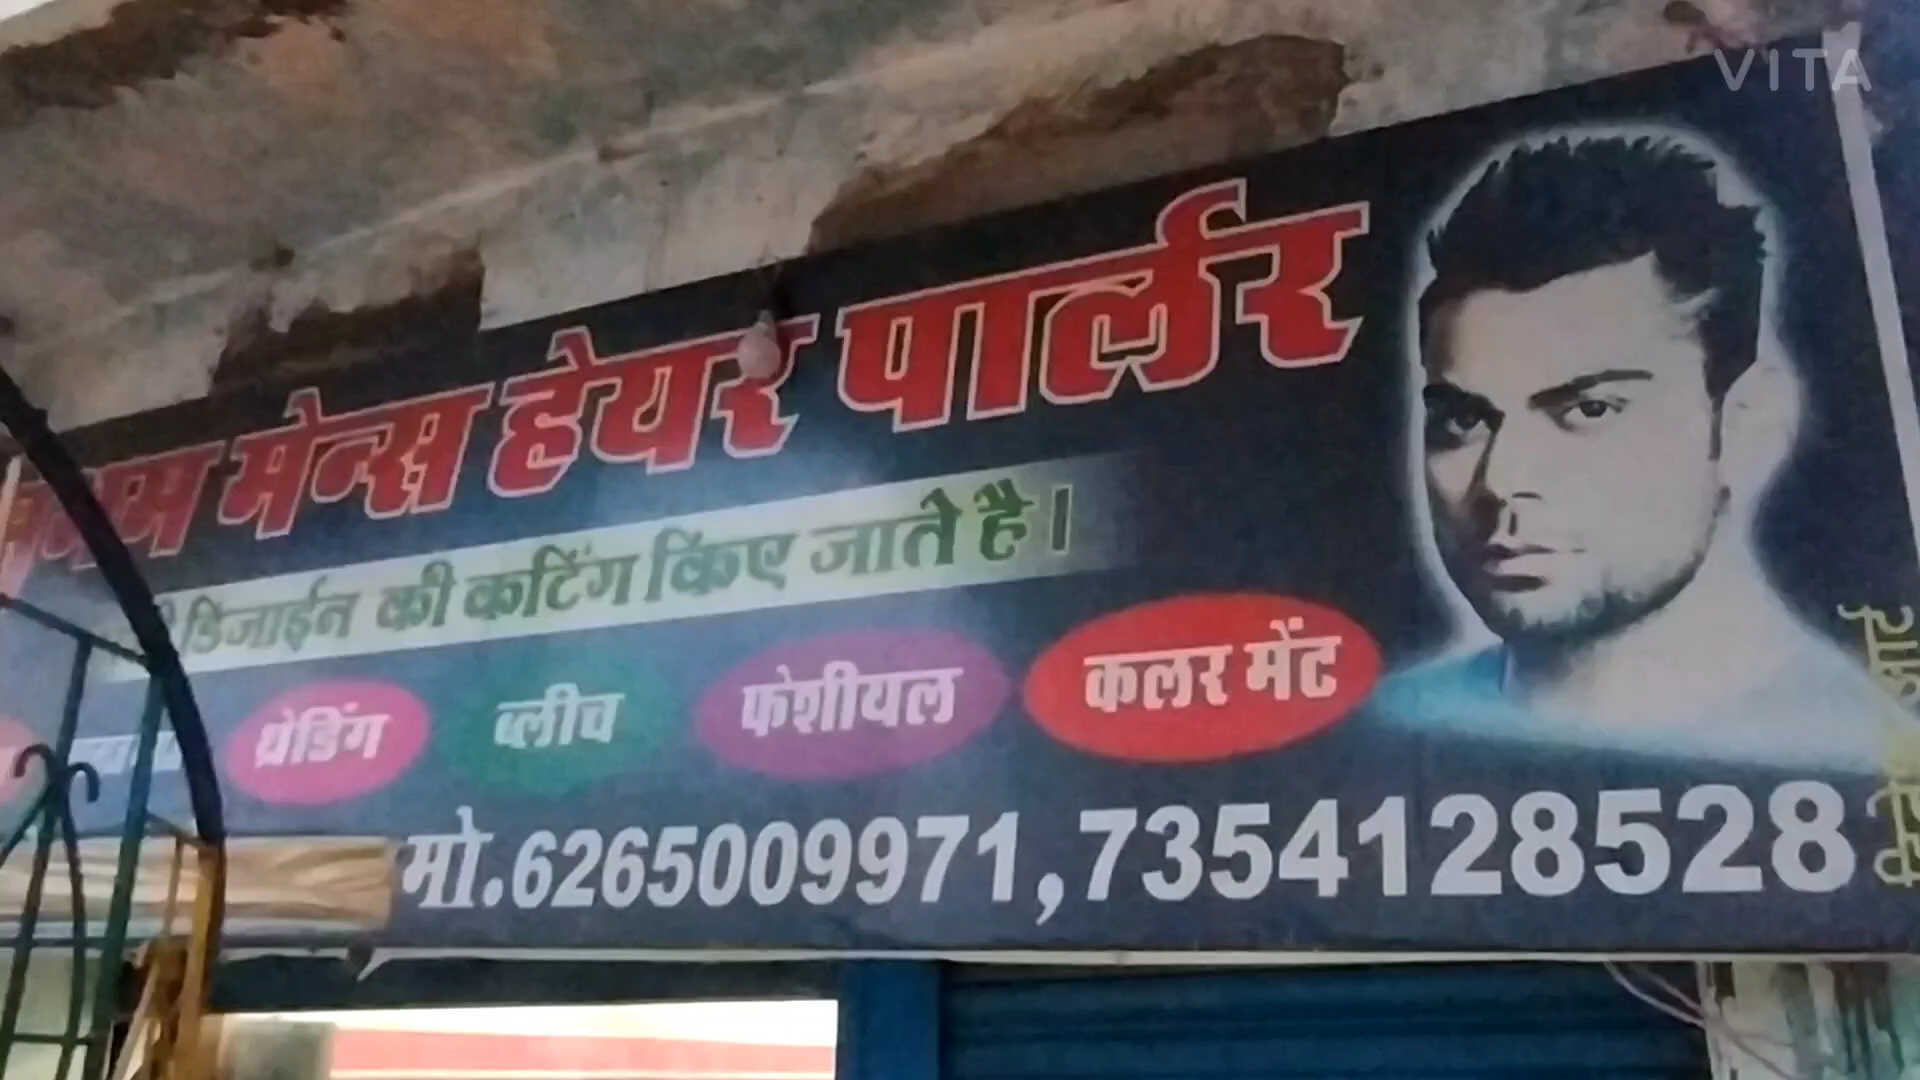 VITA
मेन्स हेयर पार्लर
डिजाईन की कटिंग किए जाते है।
थ्रेडिंग ब्लीच फेशीयल कलर मेंट
मो.6265009971,7354128528